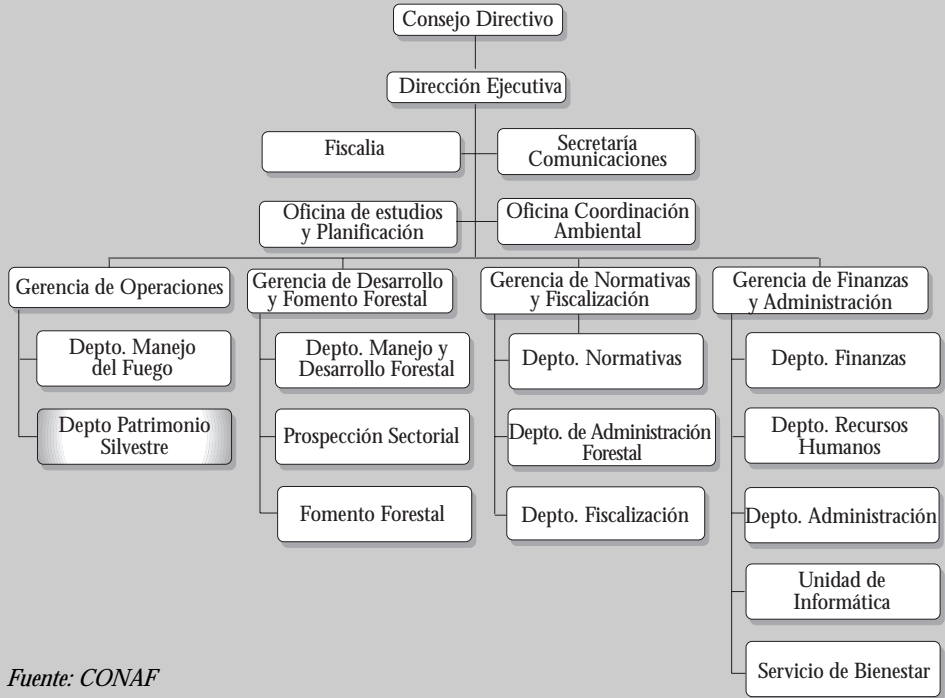 Consejo Directivo
Dirección Ejecutiva
Fiscalia
Secretaría
Comunicaciones
Oficina de estudios
y Planificación
Oficina Coordinación
Ambiental
Gerencia de Operaciones
Gerencia de Desarrollo
y Fomento Forestal
Gerencia de Normativas
y Fiscalización
Gerencia de Finanzas
y Administración
Depto. Manejo
del Fuego
Depto. Manejo y
Desarrollo Forestal
Depto. Normativas
Depto. Finanzas
Depto Patrimonio
Silvestre
Prospección Sectorial
Depto. de Administración
Forestal
Depto. Recursos
Humanos
Fomento Forestal
Depto. Fiscalización
Depto. Administración
Unidad de
Informática
Servicio de Bienestar
Fuente: CONAF